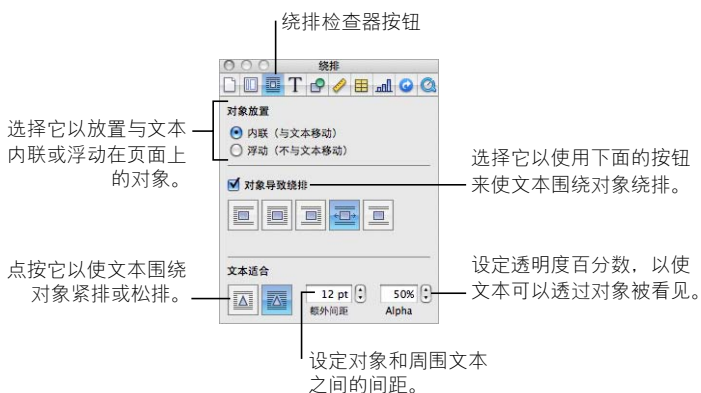 绕排检查器按钮
绕排
T
对象放置
内联（与文本移动）
浮动（不与文本移动）
选择它以放置与文本
内联或浮动在页面上
的对象。
选择它以使用下面的按钮
来使文本围绕对象绕排。
对象导致绕排
文本适合
点按它以使文本围绕
对象紧排或松排。
12 pt
50%
额外间距
Alpha
设定透明度百分数，以使
文本可以透过对象被看见。
设定对象和周围文本
之间的间距。